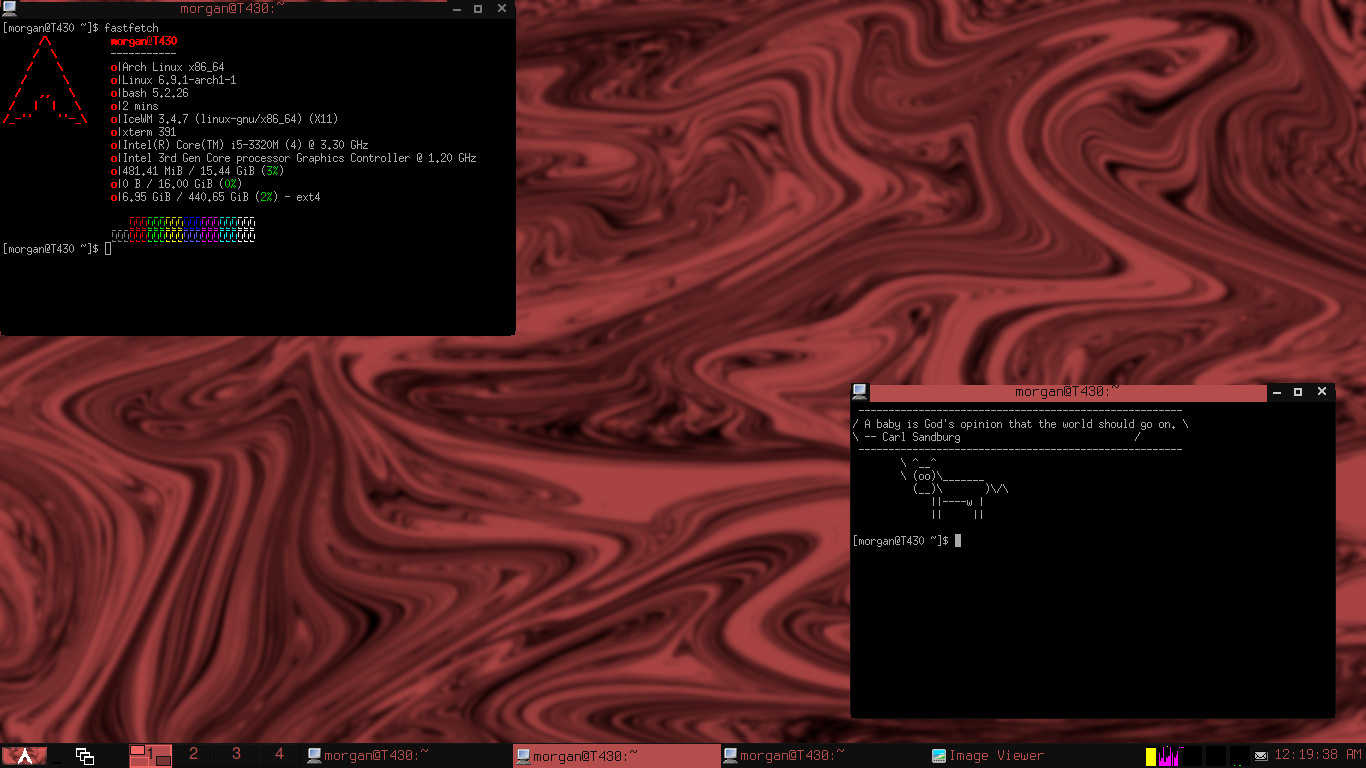 morgan@T430:~
[morgan@T430 ~]$ fastfetch
morgan@T430
-----------
Arch Linux x86_64
Linux 6.9.1-arch1-1
bash 5.2.26
2 mins
IceWM 3.4.7 (linux-gnu/x86_64) (X11)
xterm 391
Intel(R) Core(TM) i5-3320M (4) @ 3.30 GHz
Intel 3rd Gen Core processor Graphics Controller @ 1.20 GHz
481.41 MiB / 15.44 GiB (3%)
0 B / 16.00 GiB (0%)
6.95 GiB / 440.65 GiB (2%) - ext4
[morgan@T430 ~]$
morgan@T430:~
/ A baby is God's opinion that the world should go on. \
\ -- Carl Sandburg /
\ ^__^
\ (oo)\_______
(__)\ )\/\
||----w |
|| ||
[morgan@T430 ~]$
1 2 3 4 morgan@T430:~ morgan@T430:~ morgan@T430:~ Image Viewer 12:19:38 AM